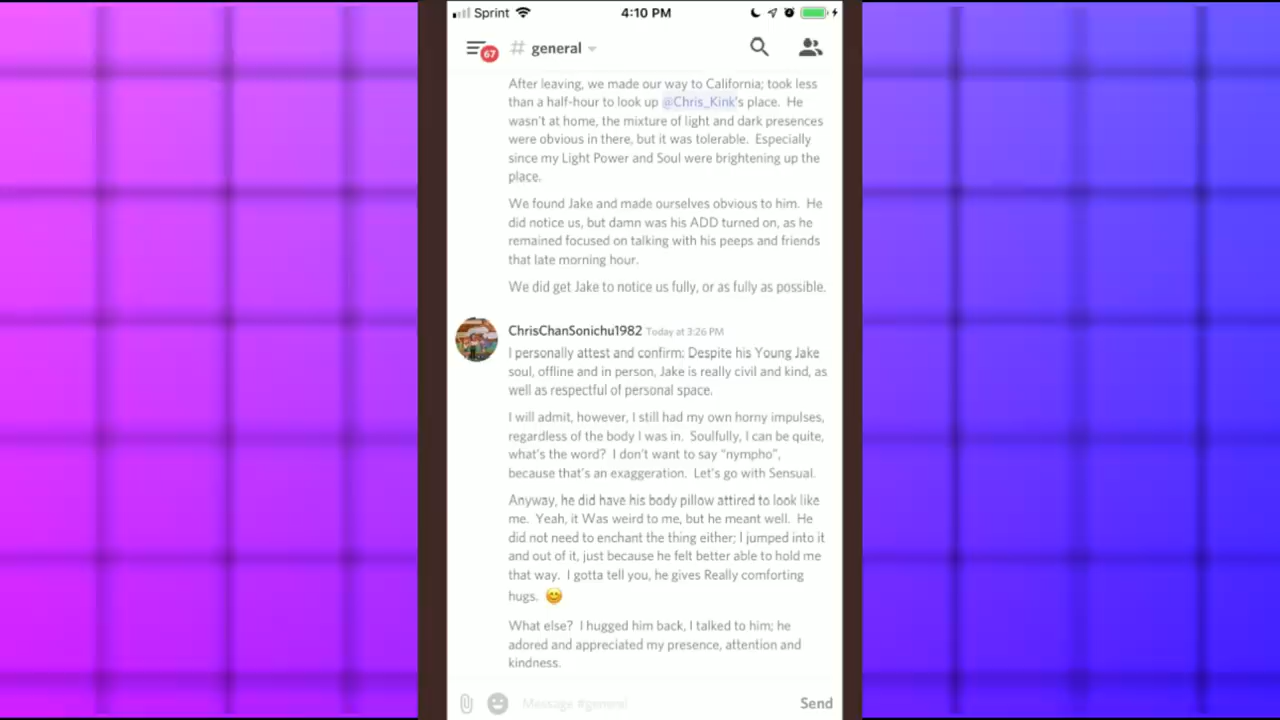 Sprint 4:10 PM
67 # general
After leaving, we made our way to California; took less
than a half-hour to look up @Chris_Kink's place. He
wasn't at home, the mixture of light and dark presences
were obvious in there, but it was tolerable. Especially
since my Light Power and Soul were brightening up the
place.
We found Jake and made ourselves obvious to him. He
did notice us, but damn was his ADD turned on, as he
remained focused on talking with his peeps and friends
that late morning hour.
We did get Jake to notice us fully, or as fully as possible.
ChrisChanSonichu1982 Today at 3:26 PM
I personally attest and confirm: Despite his Young Jake
soul, offline and in person, Jake is really civil and kind, as
well as respectful of personal space.
I will admit, however, I still had my own horny impulses,
regardless of the body I was in. Soulfully, I can be quite,
what's the word? I don't want to say "nympho",
because that's an exaggeration. Let's go with Sensual.
Anyway, he did have his body pillow attired to look like
me. Yeah, it Was weird to me, but he meant well. He
did not need to enchant the thing either; I jumped into it
and out of it, just because he felt better able to hold me
that way. I gotta tell you, he gives Really comforting
hugs. 😊
What else? I hugged him back, I talked to him; he
adored and appreciated my presence, attention and
kindness.
Message #general Send